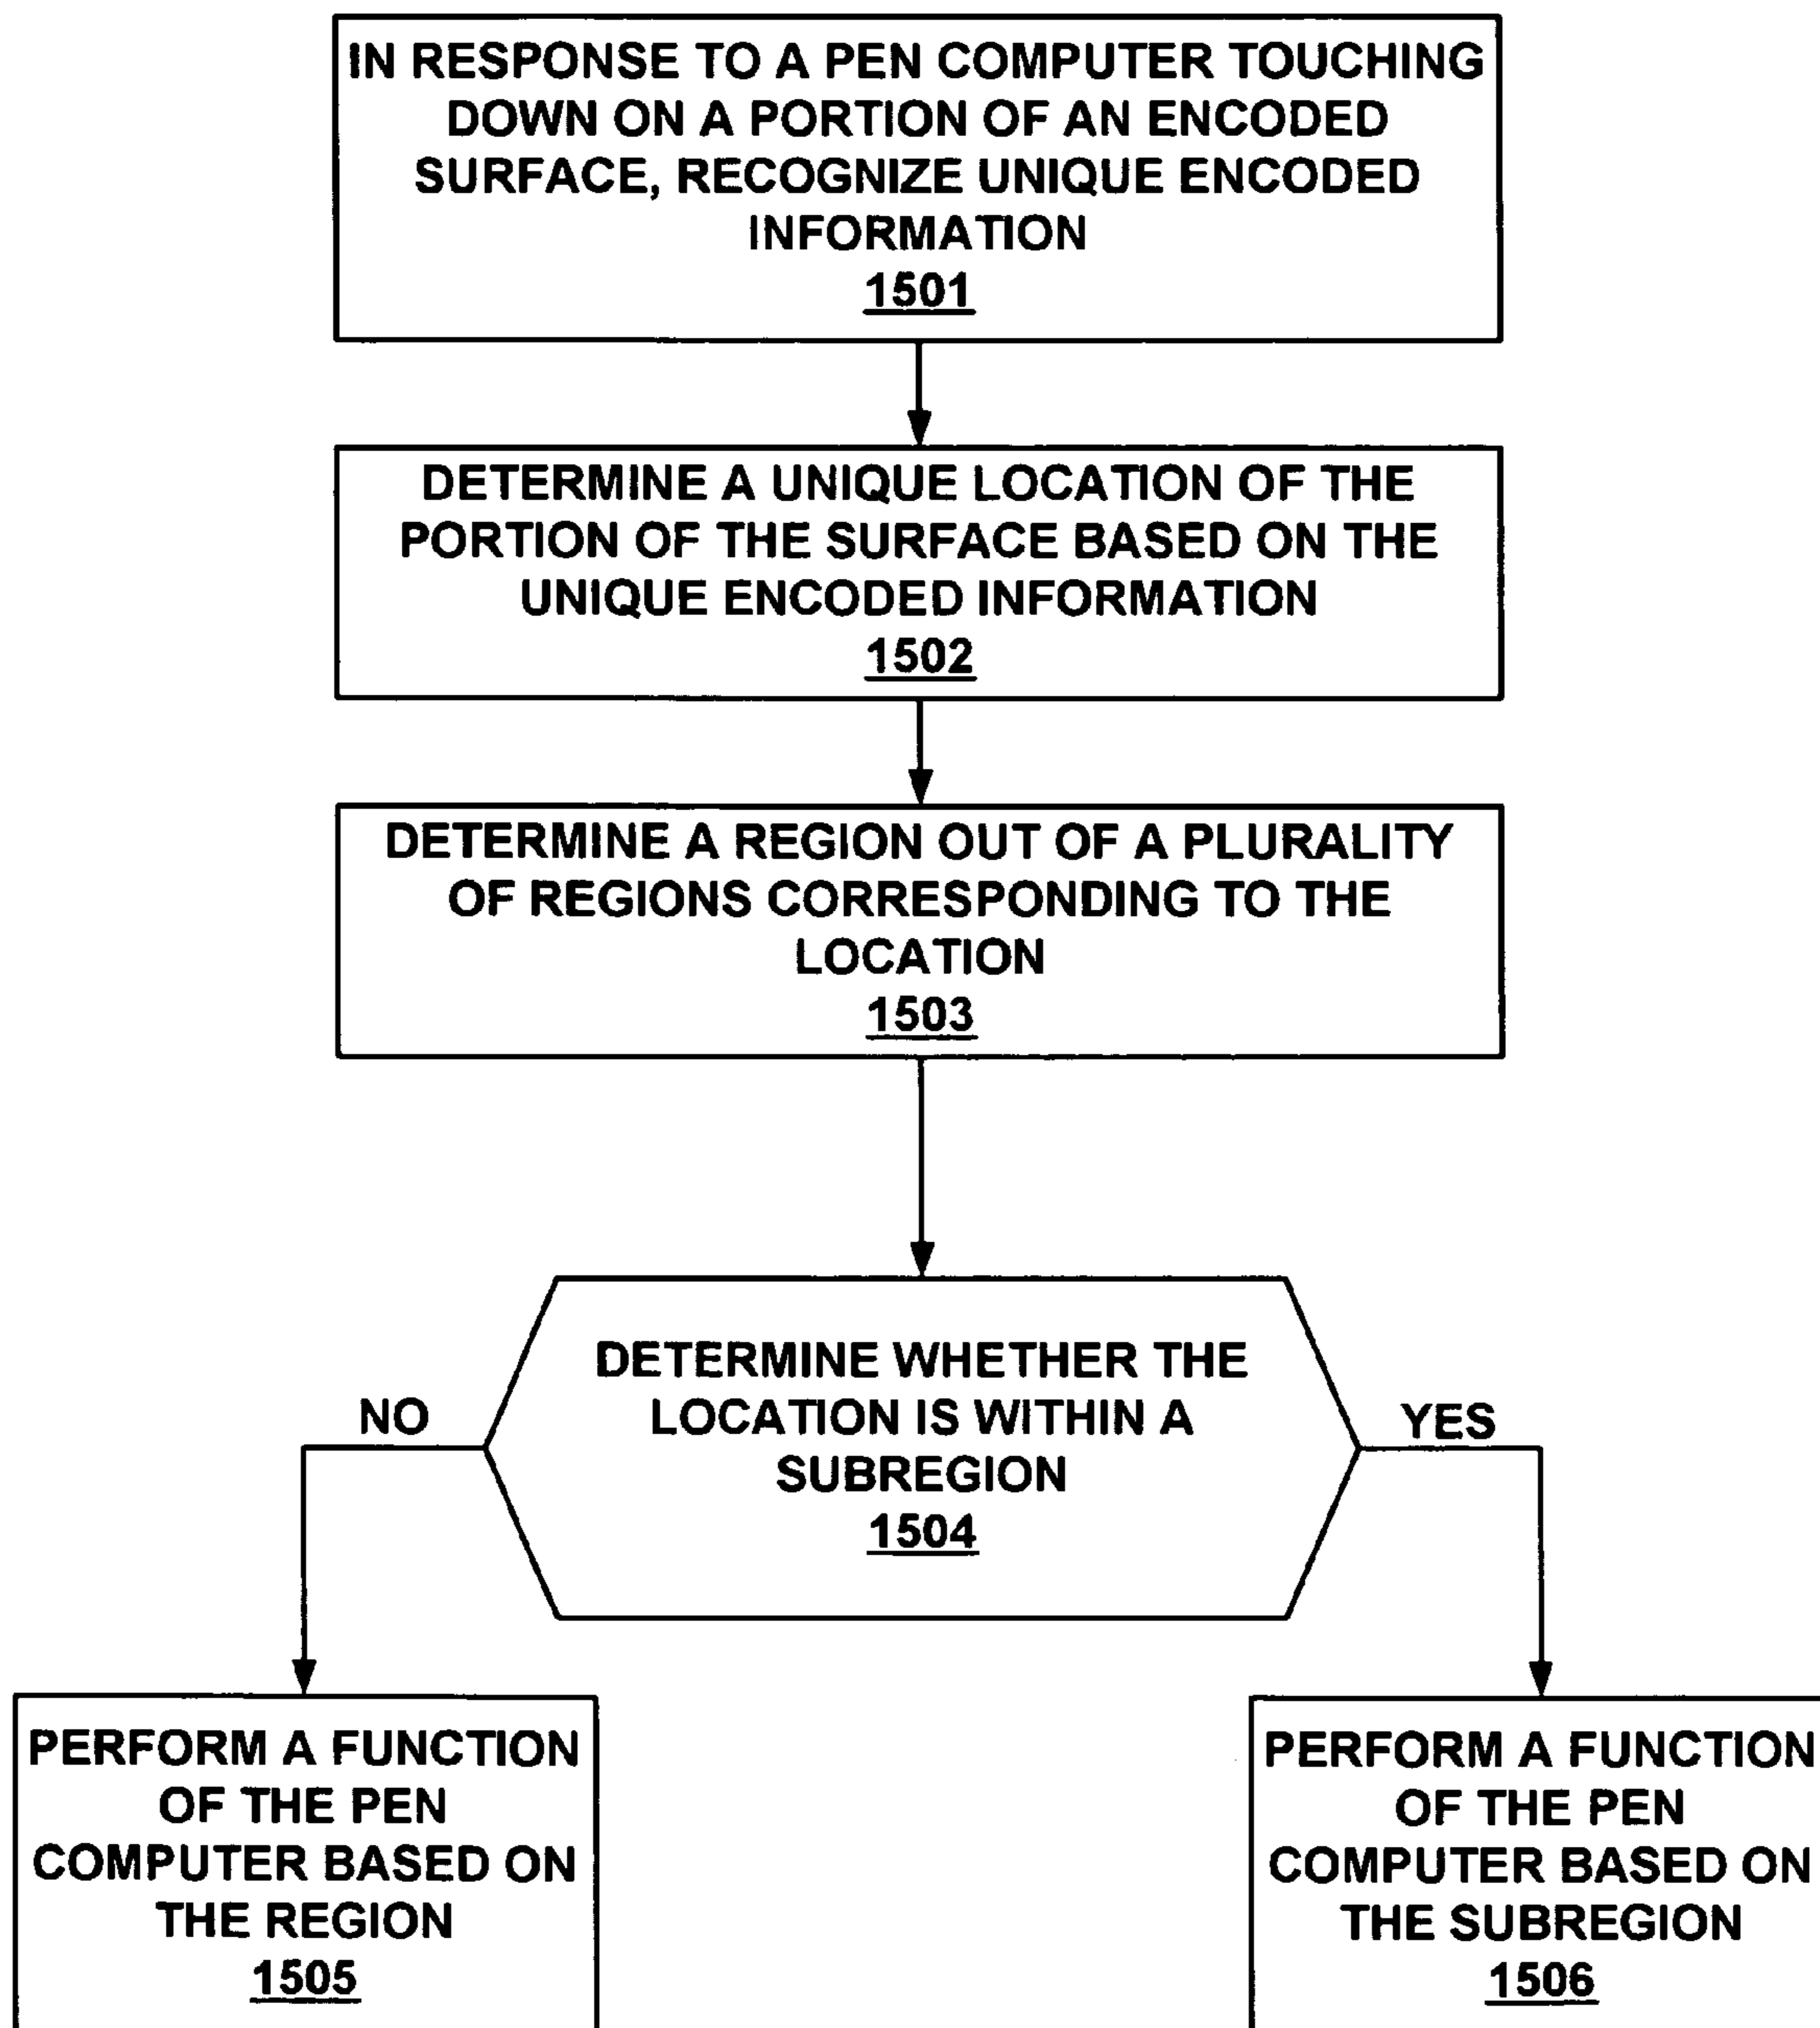 IN RESPONSE TO A PEN COMPUTER TOUCHING
DOWN ON A PORTION OF AN ENCODED
SURFACE, RECOGNIZE UNIQUE ENCODED
INFORMATION
1501
DETERMINE A UNIQUE LOCATION OF THE
PORTION OF THE SURFACE BASED ON THE
UNIQUE ENCODED INFORMATION
1502
DETERMINE A REGION OUT OF A PLURALITY
OF REGIONS CORRESPONDING TO THE
LOCATION
1503
DETERMINE WHETHER THE
LOCATION IS WITHIN A
SUBREGION
1504
NO
YES
PERFORM A FUNCTION
OF THE PEN
COMPUTER BASED ON
THE REGION
1505
PERFORM A FUNCTION
OF THE PEN
COMPUTER BASED ON
THE SUBREGION
1506